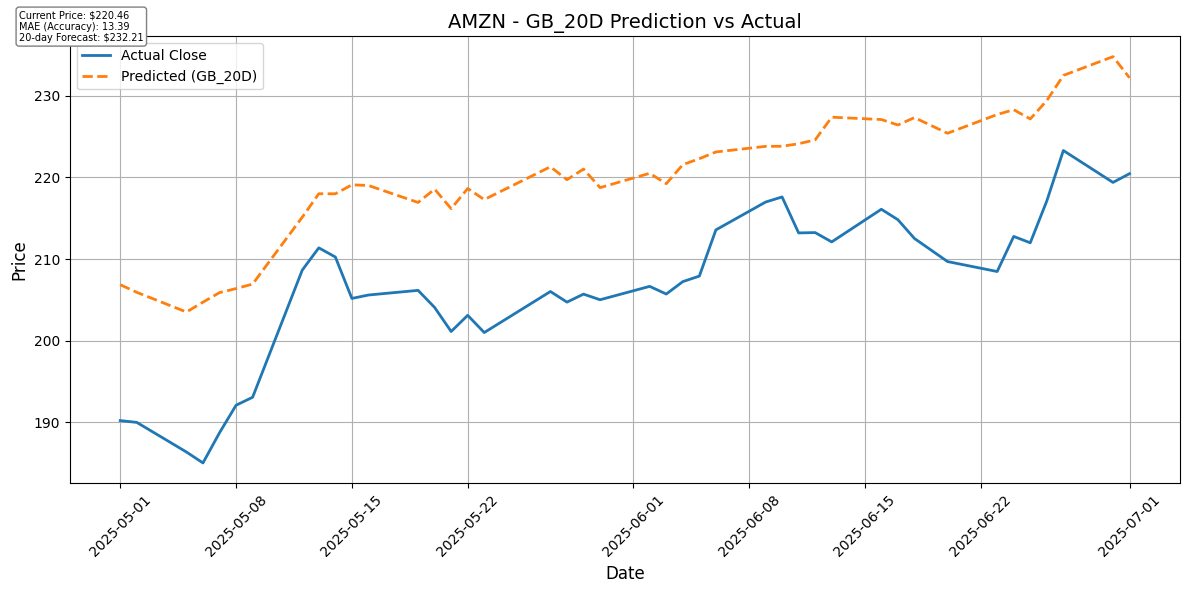 AMZN - GB_20D Prediction vs Actual
Current Price: $220.46
MAE (Accuracy): 13.39
20-day Forecast: $232.21
Actual Close
Predicted (GB_20D)
Price
230
220
210
200
190
2025-05-01
2025-05-08
2025-05-15
2025-05-22
2025-06-01
2025-06-08
2025-06-15
2025-06-22
2025-07-01
Date